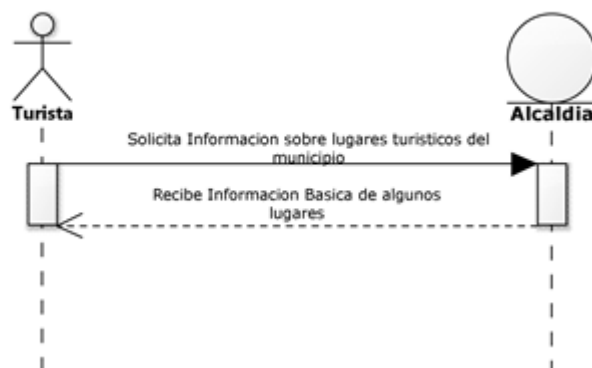 Turista
Alcaldia
Solicita Informacion sobre lugares turisticos del
municipio
Recibe Informacion Basica de algunos
lugares